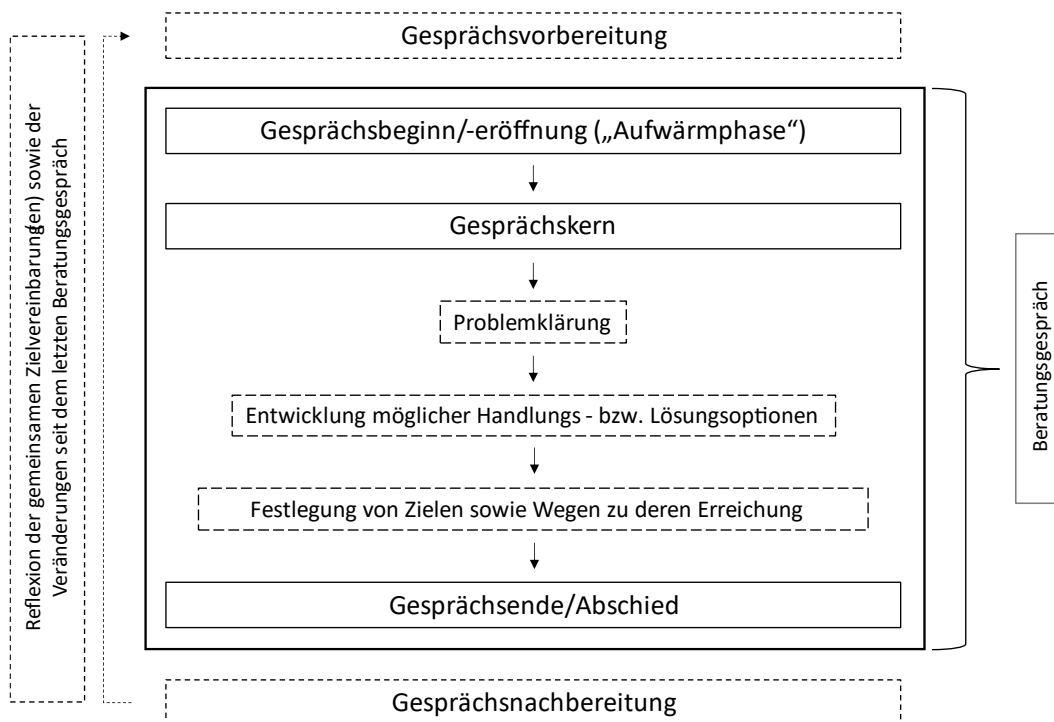 Gesprächsvorbereitung
Reflexion der gemeinsamen Zielvereinbarung(en) sowie der
Veränderungen seit dem letzten Beratungsgespräch
Gesprächsbeginn/-eröffnung („Aufwärmphase“)
Gesprächskern
Problemklärung
Entwicklung möglicher Handlungs - bzw. Lösungsoptionen
Festlegung von Zielen sowie Wegen zu deren Erreichung
Gesprächsende/Abschied
Beratungsgespräch
Gesprächsnachbereitung